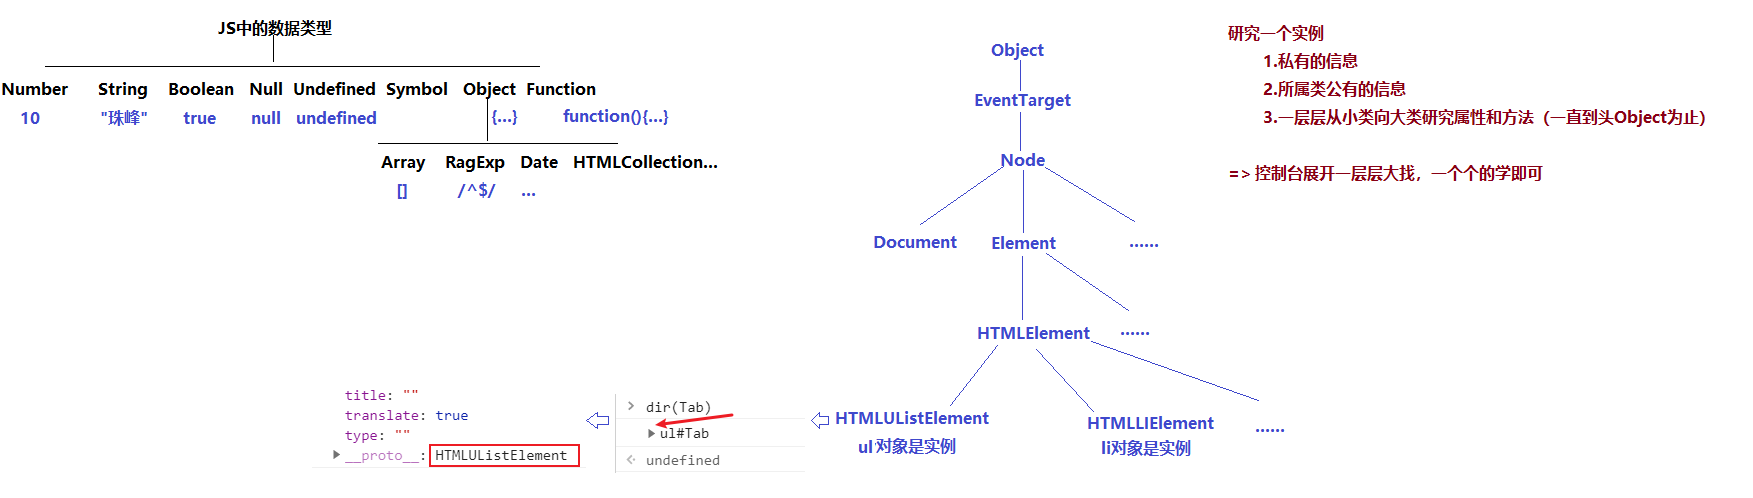 JS中的数据类型
Number String Boolean Null Undefined Symbol Object Function
10 "珠峰" true null undefined {...} function(){...}
Array RagExp Date HTMLCollection...
[] /^$/ ...
Object
EventTarget
Node
Document Element ......
HTMLElement ......
HTMLUListElement HTMLLIElement ......
ul对象是实例 li对象是实例
研究一个实例
1.私有的信息
2.所属类公有的信息
3.一层层从小类向大类研究属性和方法（一直到头Object为止）
=> 控制台展开一层层大找，一个个的学即可
title: ""
translate: true
type: ""
__proto__: HTMLUListElement
dir(Tab)
ul#Tab
undefined